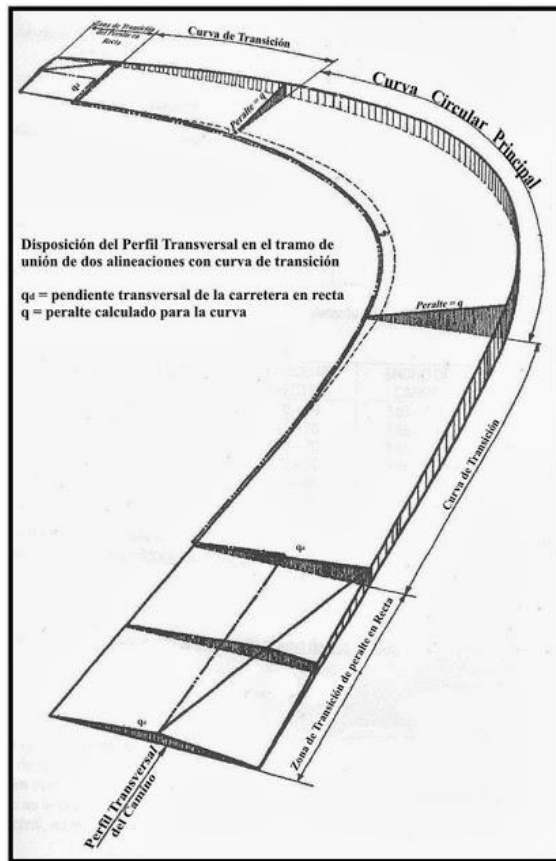 Zona de Transición
del Peralte en
Recta
Curva de Transición
Curva Circular Principal
qd
Peralte = q
Disposición del Perfil Transversal en el tramo de
unión de dos alineaciones con curva de transición
qd = pendiente transversal de la carretera en recta
q = peralte calculado para la curva
Peralte = q
Curva de Transición
qd
Zona de Transición de peralte en Recta
qd
Perfil Transversal
del Camino